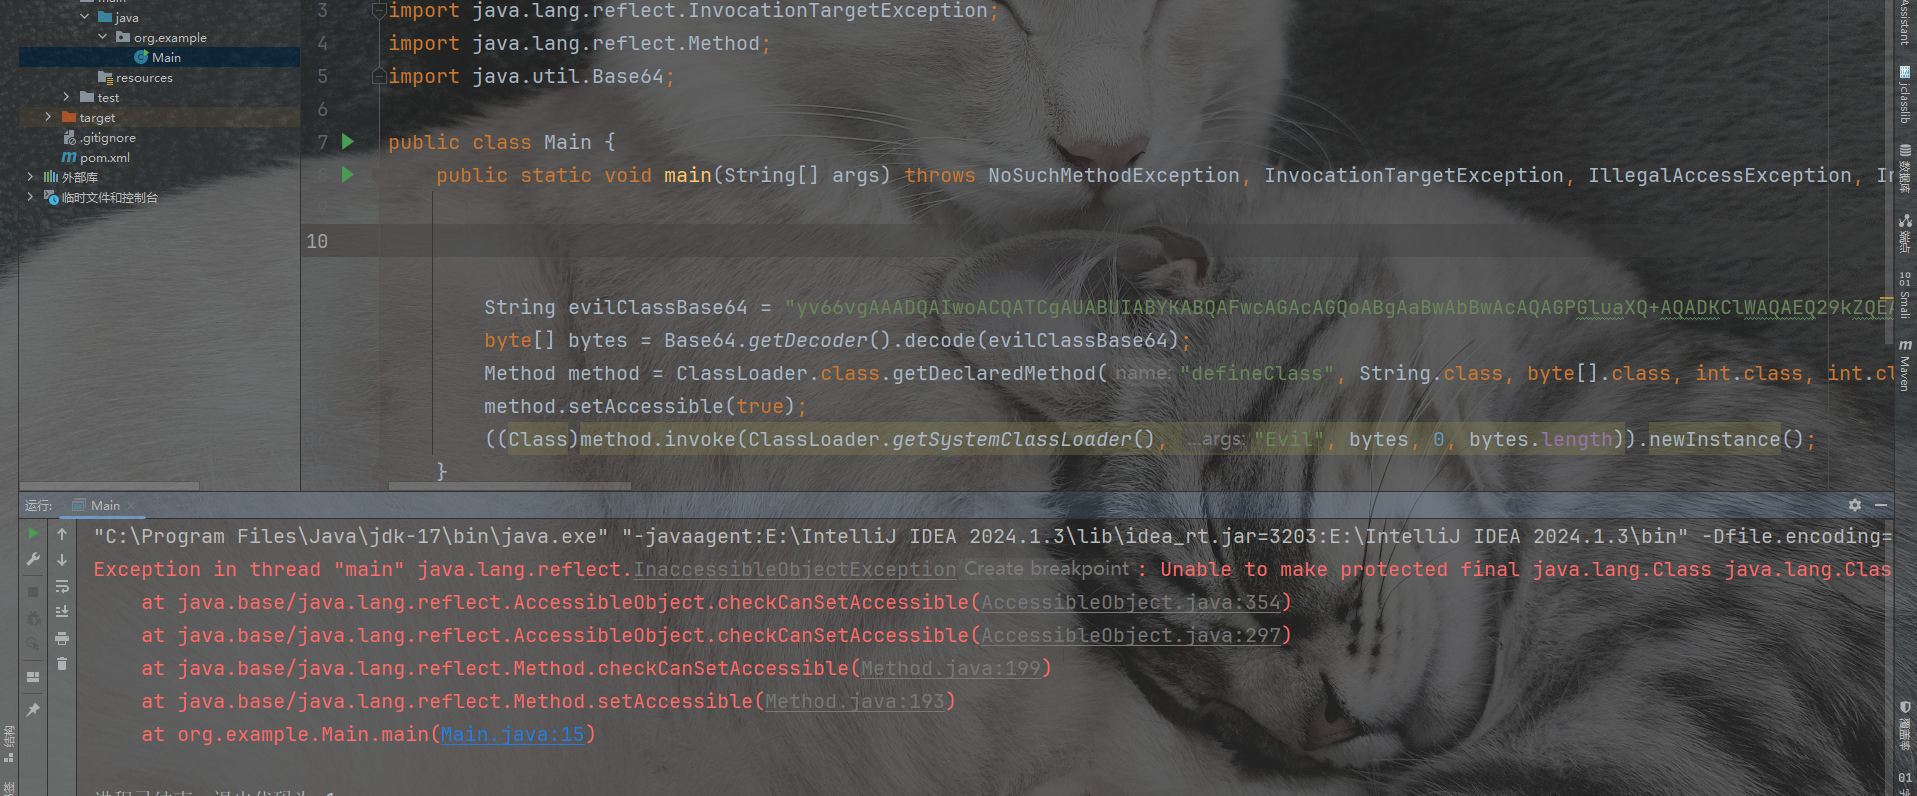 main
java
org.example
Main
resources
test
target
.gitignore
pom.xml
外部库
临时文件和控制台
3 import java.lang.reflect.InvocationTargetException;
4 import java.lang.reflect.Method;
5 import java.util.Base64;
6
7 public class Main {
public static void main(String[] args) throws NoSuchMethodException, InvocationTargetException, IllegalAccessException, In
10
String evilClassBase64 = "yv66vgAAADQAIwoACQATCgAUABUIABYKABQAFwcAGAcAGQoABgAaBwAbBwAcAQAGPGluaXQ+AQADKClWAQAEQ29kZQEA
byte[] bytes = Base64.getDecoder().decode(evilClassBase64);
Method method = ClassLoader.class.getDeclaredMethod( name: "defineClass", String.class, byte[].class, int.class, int.cl
method.setAccessible(true);
((Class)method.invoke(ClassLoader.getSystemClassLoader(), ...args: "Evil", bytes, 0, bytes.length)).newInstance();
}
Assistant
jclasslib
数据库
端点
Smali
Maven
运行: Main
"C:\Program Files\Java\jdk-17\bin\java.exe" "-javaagent:E:\IntelliJ IDEA 2024.1.3\lib\idea_rt.jar=3203:E:\IntelliJ IDEA 2024.1.3\bin" -Dfile.encoding=
Exception in thread "main" java.lang.reflect.InaccessibleObjectException Create breakpoint : Unable to make protected final java.lang.Class java.lang.Clas
at java.base/java.lang.reflect.AccessibleObject.checkCanSetAccessible(AccessibleObject.java:354)
at java.base/java.lang.reflect.AccessibleObject.checkCanSetAccessible(AccessibleObject.java:297)
at java.base/java.lang.reflect.Method.checkCanSetAccessible(Method.java:199)
at java.base/java.lang.reflect.Method.setAccessible(Method.java:193)
at org.example.Main.main(Main.java:15)
结构
覆盖率